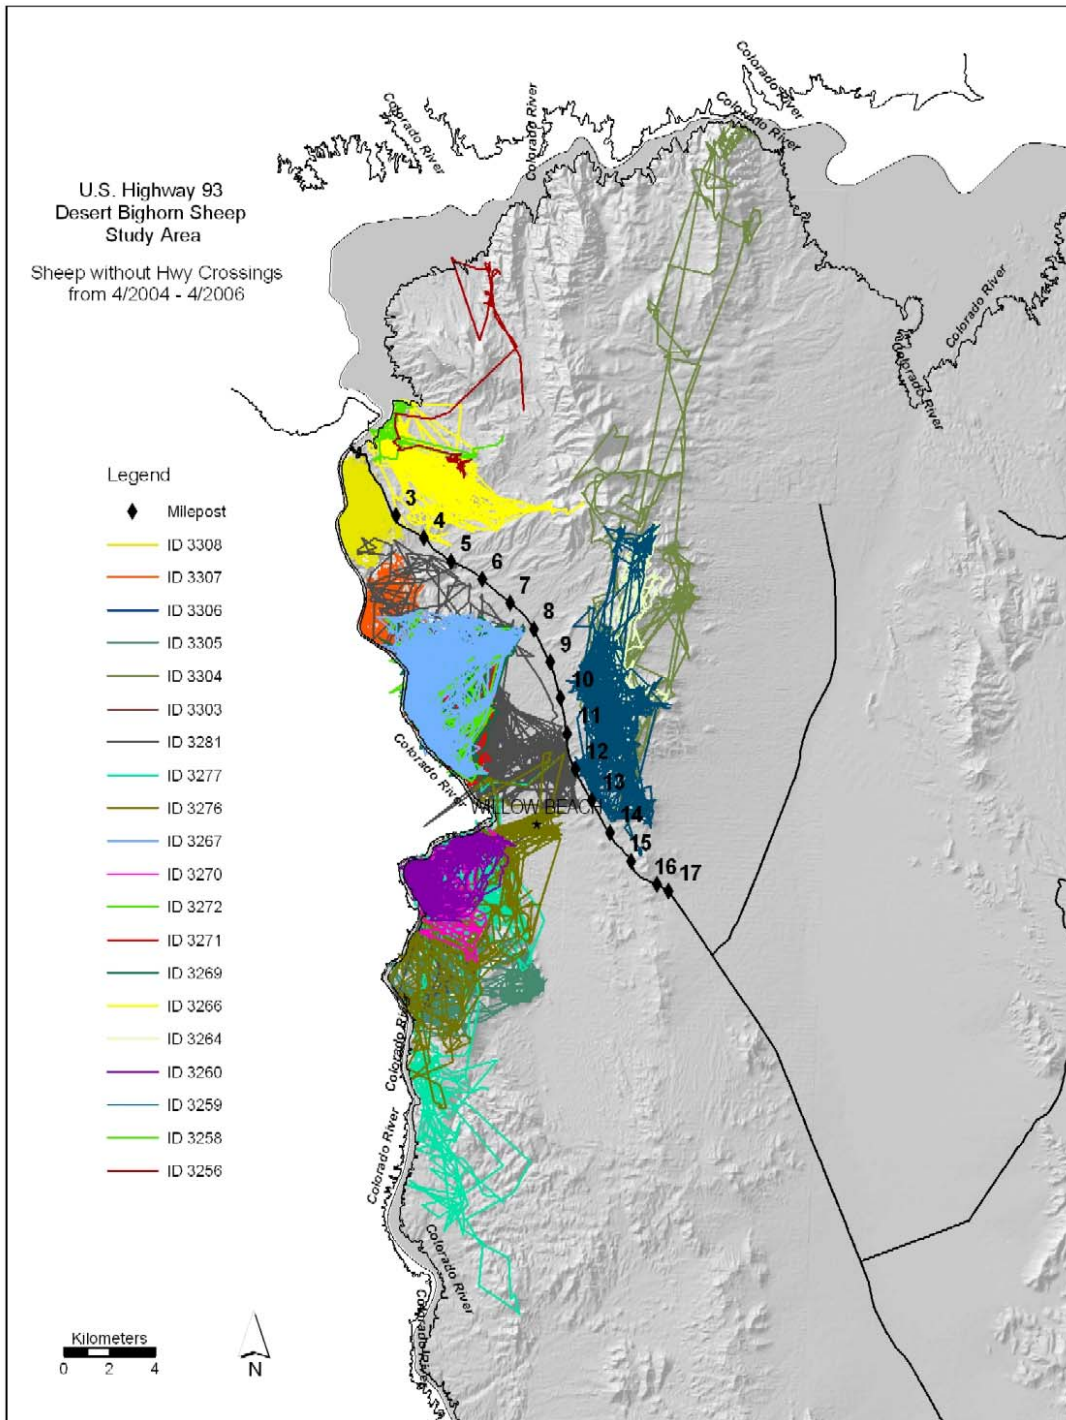 Colorado River
Colorado River
Colorado River
Colorado River
U.S. Highway 93
Desert Bighorn Sheep
Study Area
Sheep without Hwy Crossings
from 4/2004 - 4/2006
Colorado River
Colorado River
Legend
Milepost
ID 3308
ID 3307
ID 3306
ID 3305
ID 3304
ID 3303
ID 3281
ID 3277
ID 3276
ID 3267
ID 3270
ID 3272
ID 3271
ID 3269
ID 3266
ID 3264
ID 3260
ID 3259
ID 3258
ID 3256
3
4
5
6
7
8
9
10
11
12
13
14
15
16 17
Colorado River
WILLOW BEACH
Colorado River
Colorado River
Colorado River
Colorado River
Kilometers
0 2 4
N